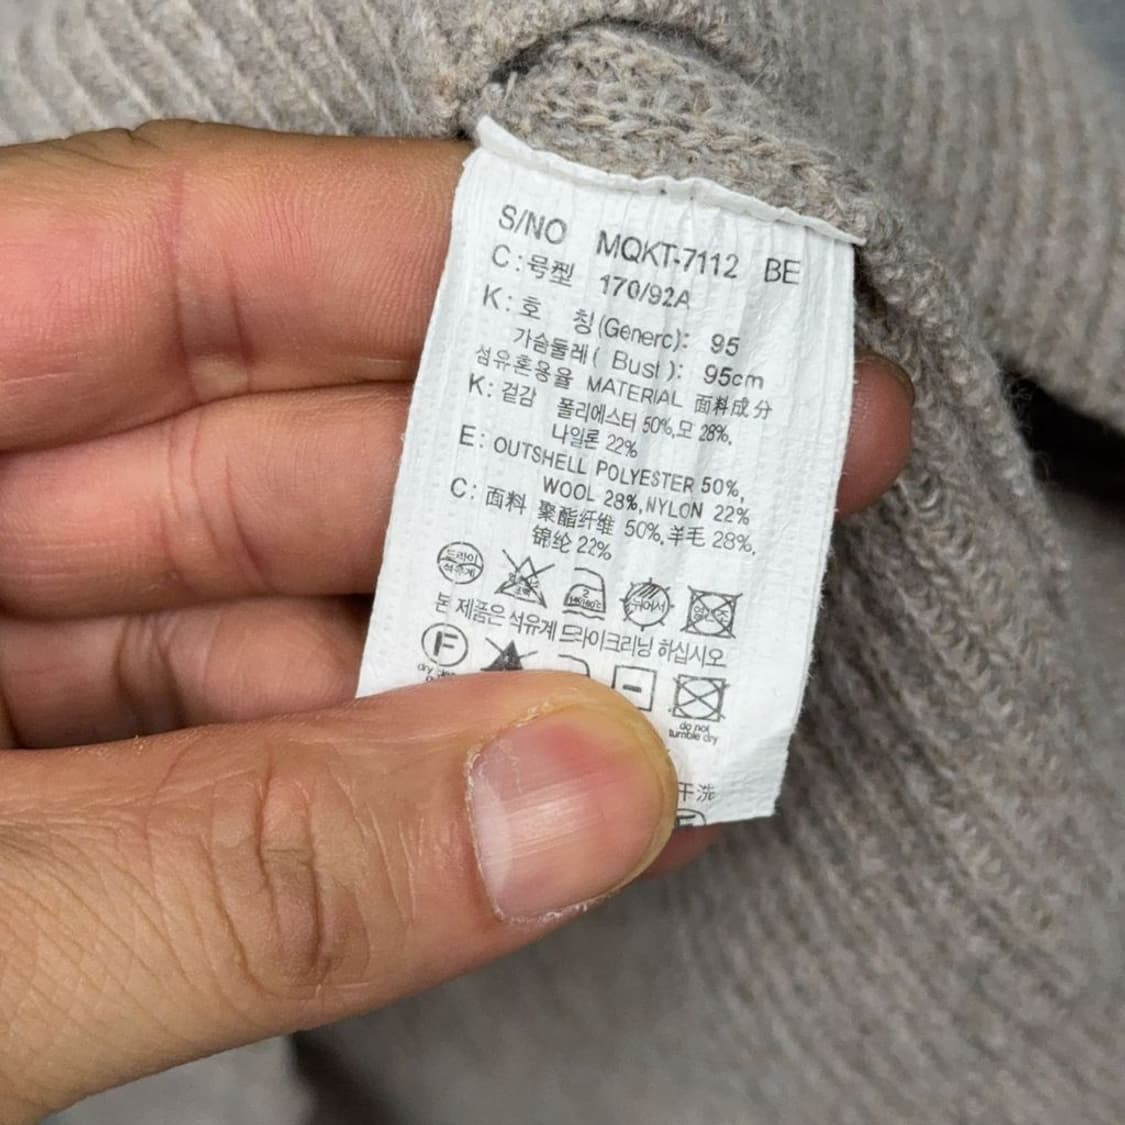 S/NO MQKT-7112 BE
C:号型 170/92A
K:호 칭(Generc): 95
가슴둘레( Bust ): 95cm
섬유혼용율 MATERIAL 面料成分
K:겉감 폴리에스터 50%,모 28%,
나일론 22%
E: OUTSHELL POLYESTER 50%,
WOOL 28%,NYLON 22%
C:面料 聚酯纤维 50%,羊毛 28%,
锦纶 22%
드라이
석유계
본 제품은 석유계 드라이크리닝 하십시오
F
do not
tumble dry
干洗